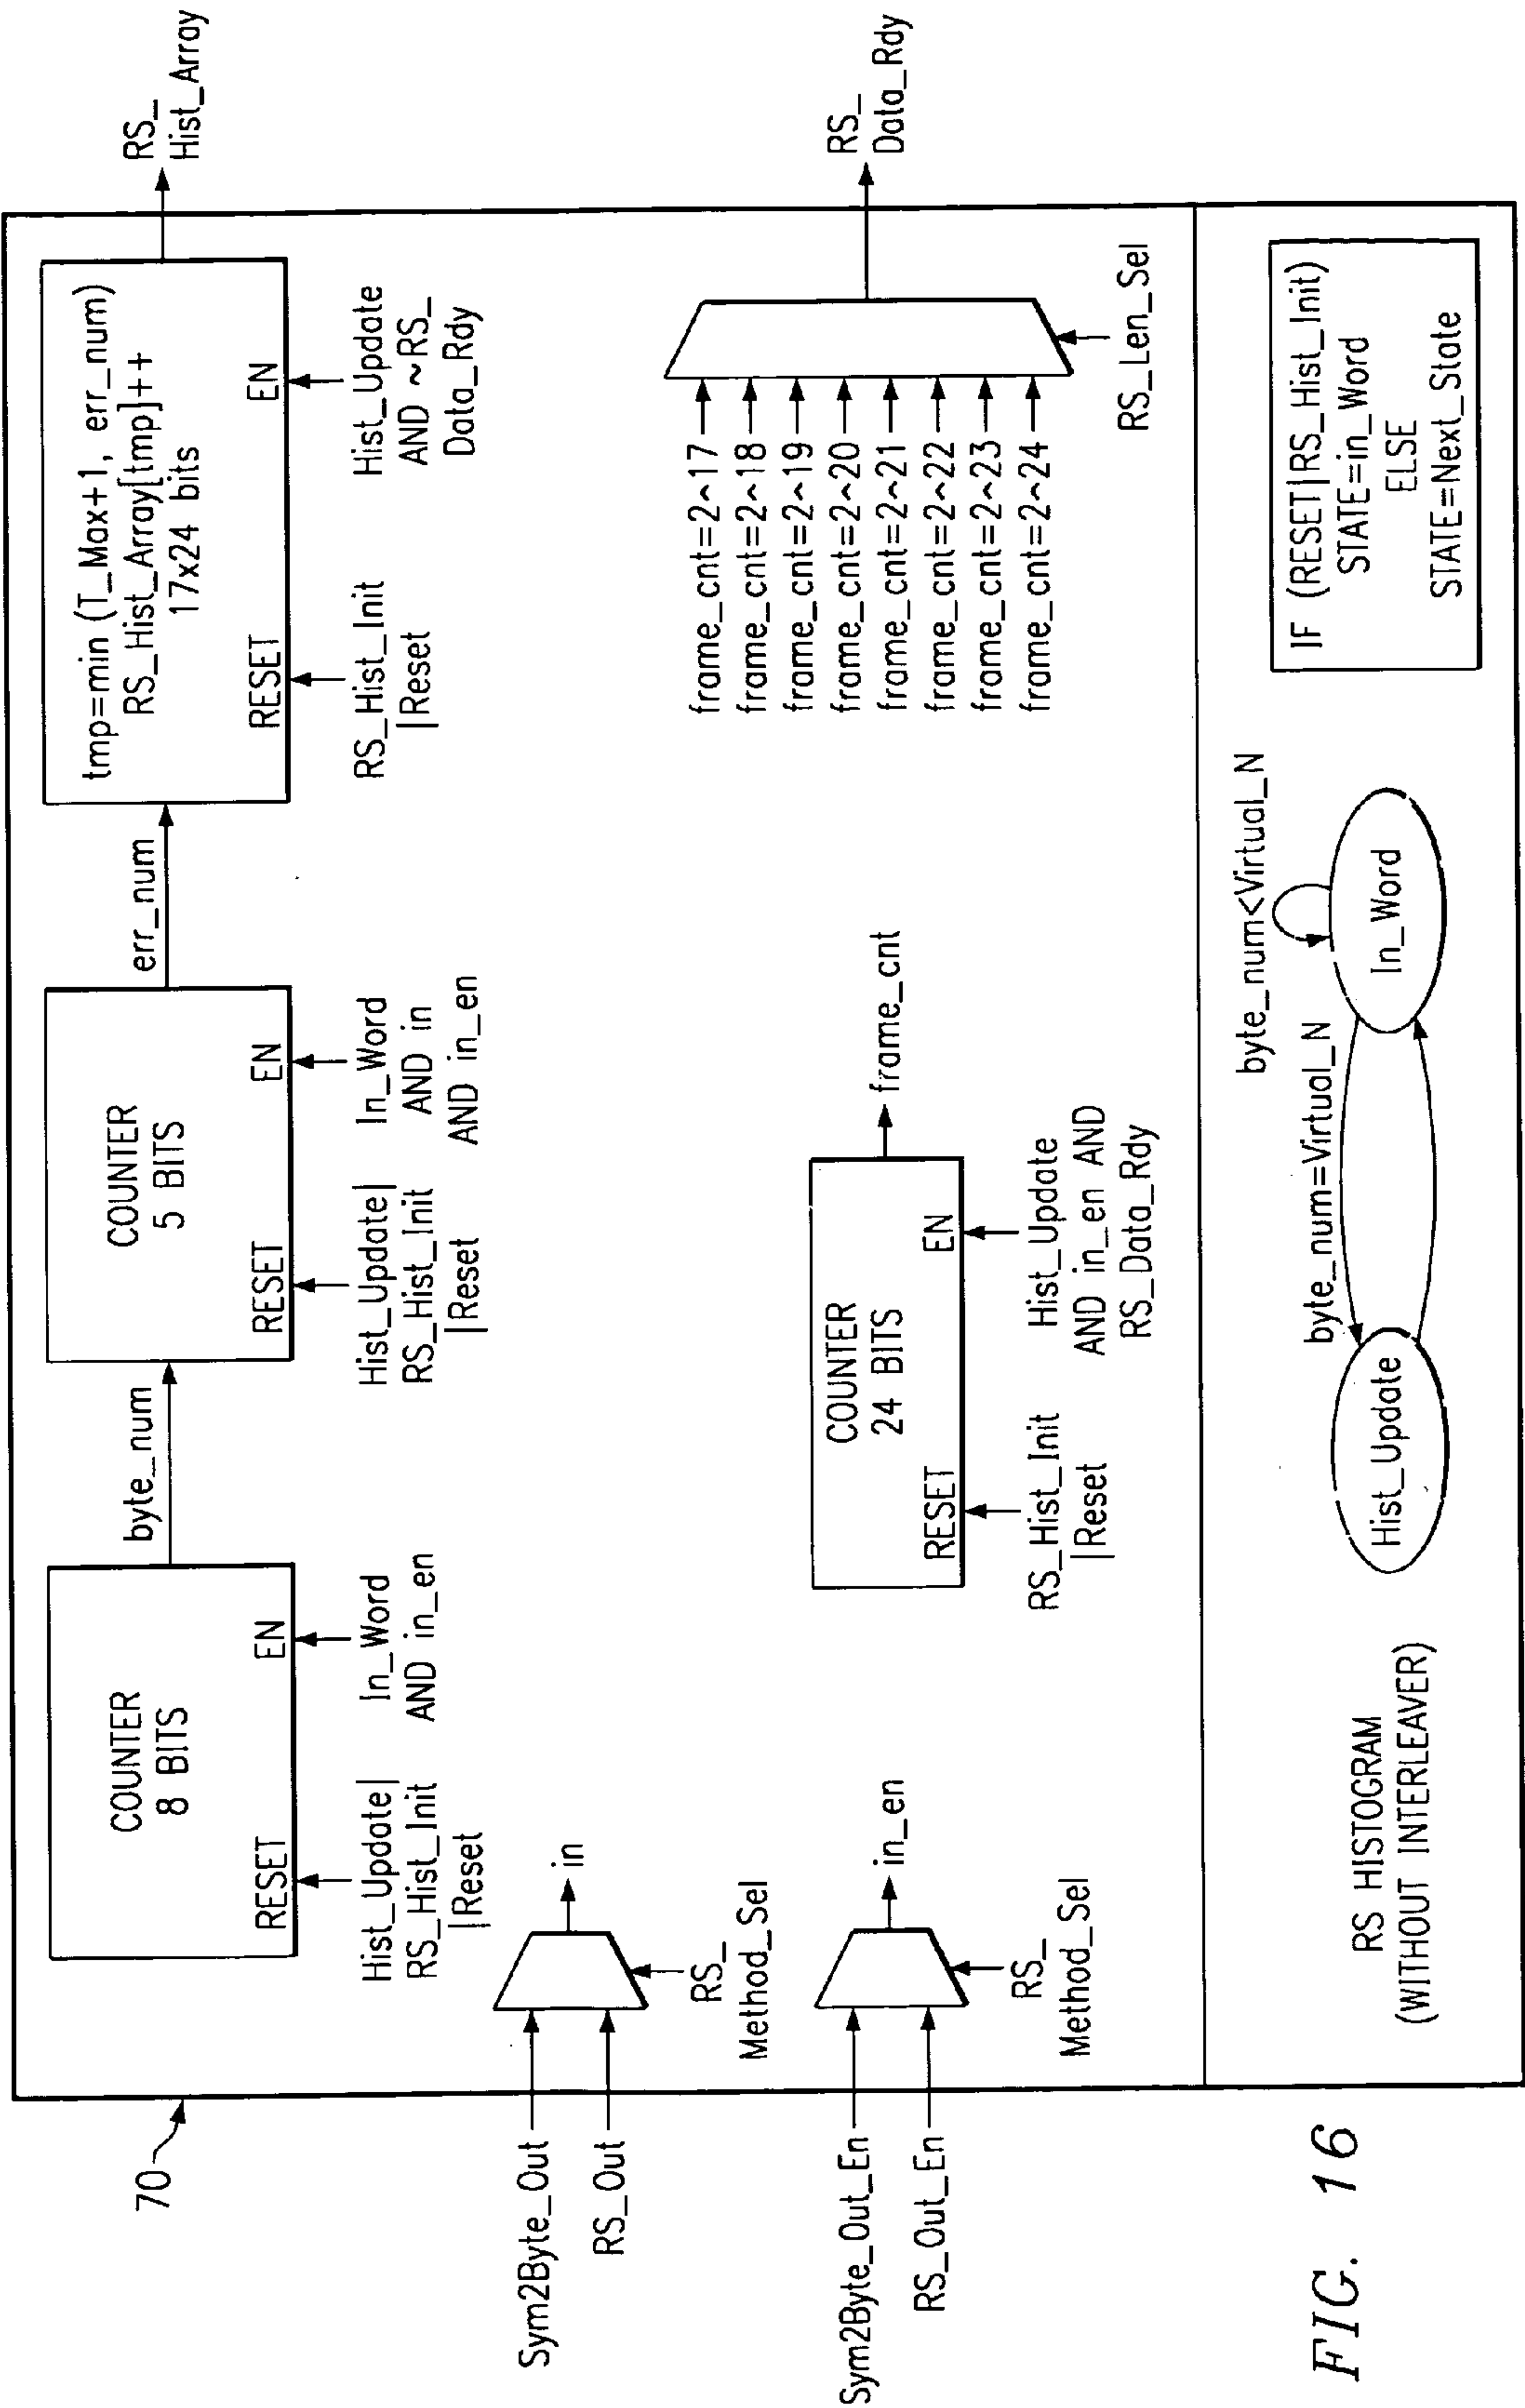 70
COUNTER
8 BITS
RESET
EN
Hist_Update|
RS_Hist_Init
|Reset
In_Word
AND in_en
byte_num
COUNTER
5 BITS
RESET
EN
Hist_Update|
RS_Hist_Init
|Reset
In_Word
AND in
AND in_en
err_num
tmp=min (T_Max+1, err_num)
RS_Hist_Array[tmp]++
17x24 bits
RESET
EN
RS_Hist_Init
|Reset
Hist_Update
AND ~RS_
Data_Rdy
RS_
Hist_Array
Sym2Byte_Out
RS_Out
in
RS_
Method_Sel
Sym2Byte_Out_En
RS_Out_En
in_en
RS_
Method_Sel
COUNTER
24 BITS
RESET
EN
RS_Hist_Init
|Reset
Hist_Update
AND in_en AND
RS_Data_Rdy
frame_cnt
frame_cnt=2^17
frame_cnt=2^18
frame_cnt=2^19
frame_cnt=2^20
frame_cnt=2^21
frame_cnt=2^22
frame_cnt=2^23
frame_cnt=2^24
RS_Len_Sel
RS_
Data_Rdy
RS HISTOGRAM
(WITHOUT INTERLEAVER)
Hist_Update
byte_num=Virtual_N
In_Word
byte_num<Virtual_N
IF (RESET|RS_Hist_Init)
STATE=in_Word
ELSE
STATE=Next_State
FIG. 16